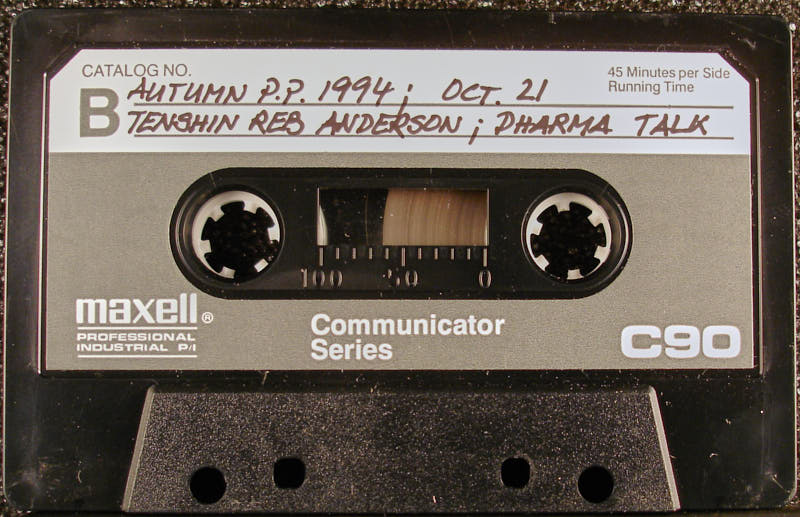 CATALOG NO.
45 Minutes per Side
Running Time
B
AUTUMN P.P. 1994; OCT. 21
TENSHIN REB ANDERSON; DHARMA TALK
100 50 0
maxell®
PROFESSIONAL
INDUSTRIAL P/I
Communicator
Series
C90